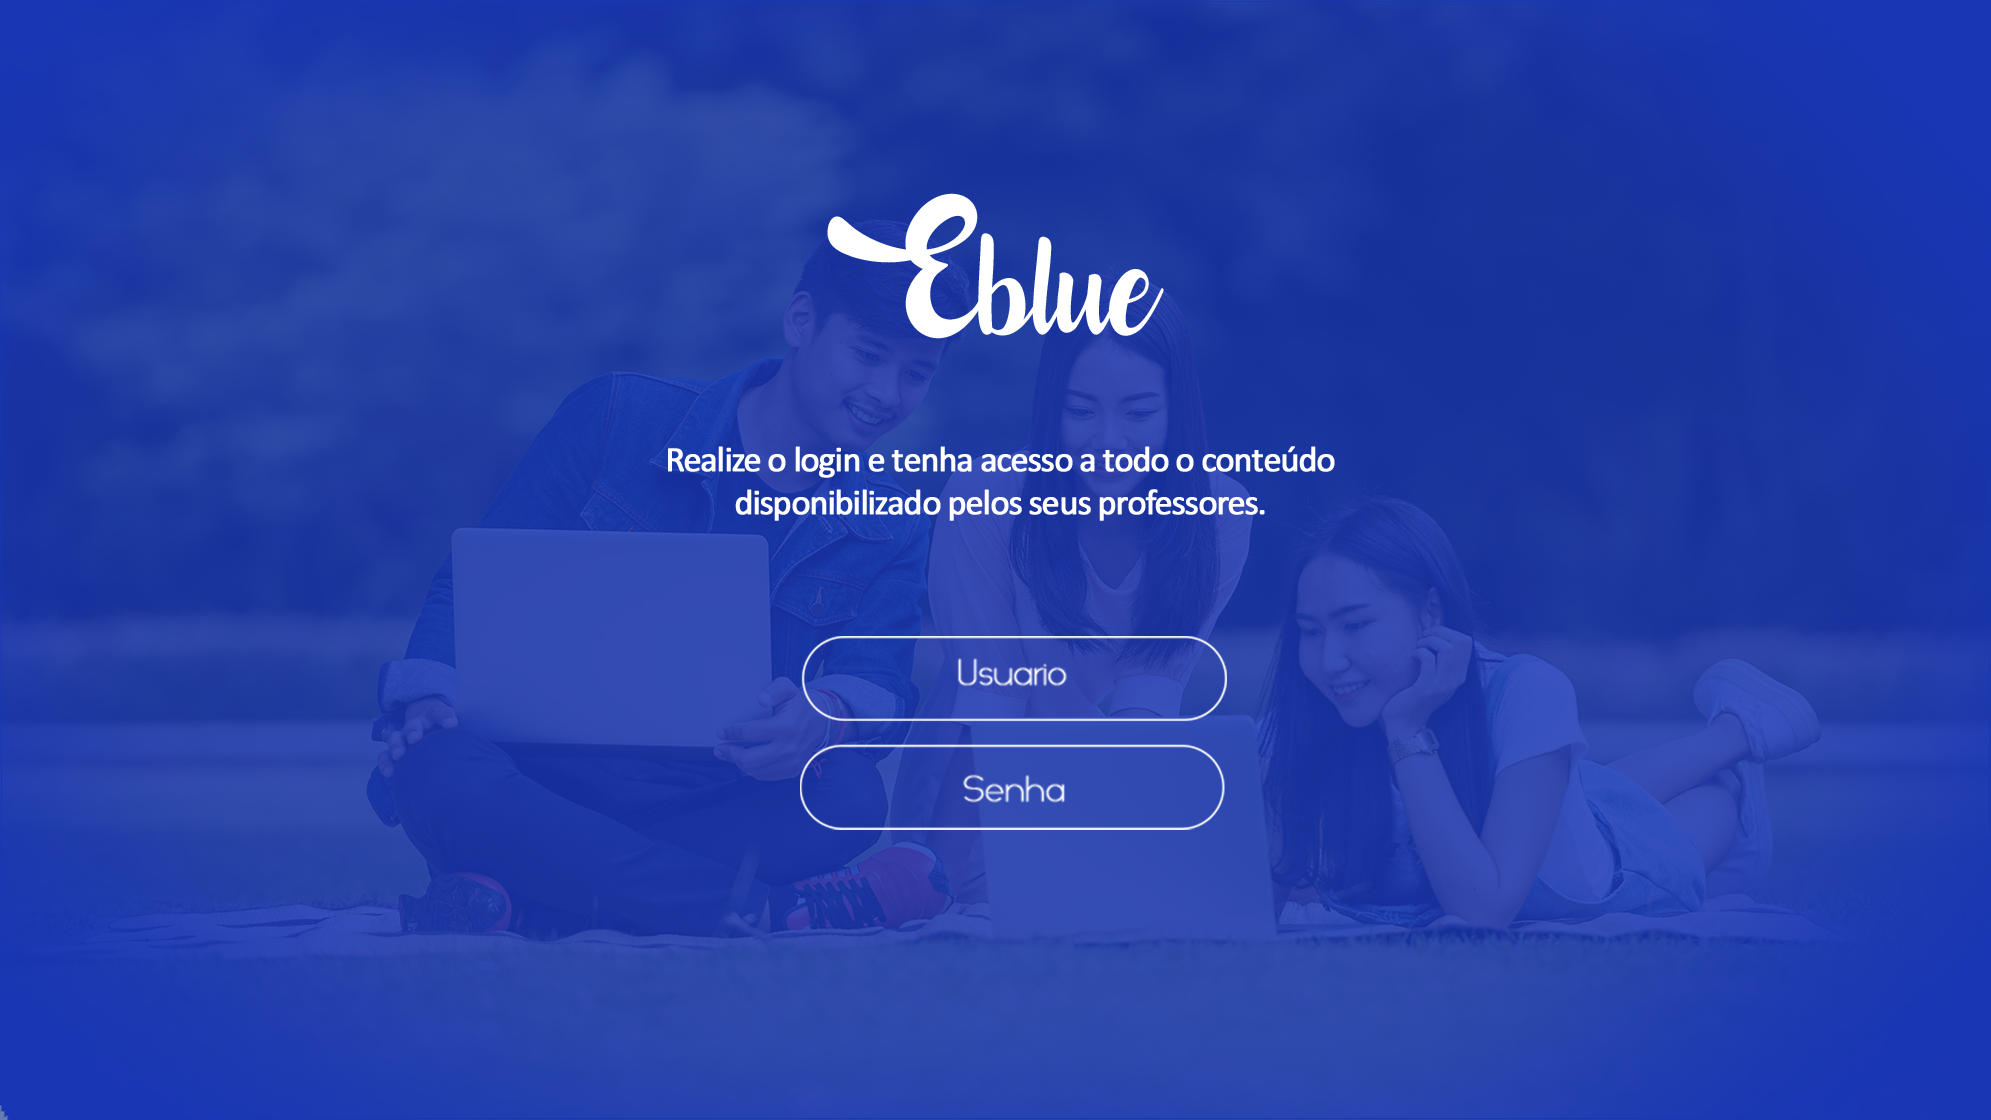 Eblue
Realize o login e tenha acesso a todo o conteúdo
disponibilizado pelos seus professores.
Usuario
Senha